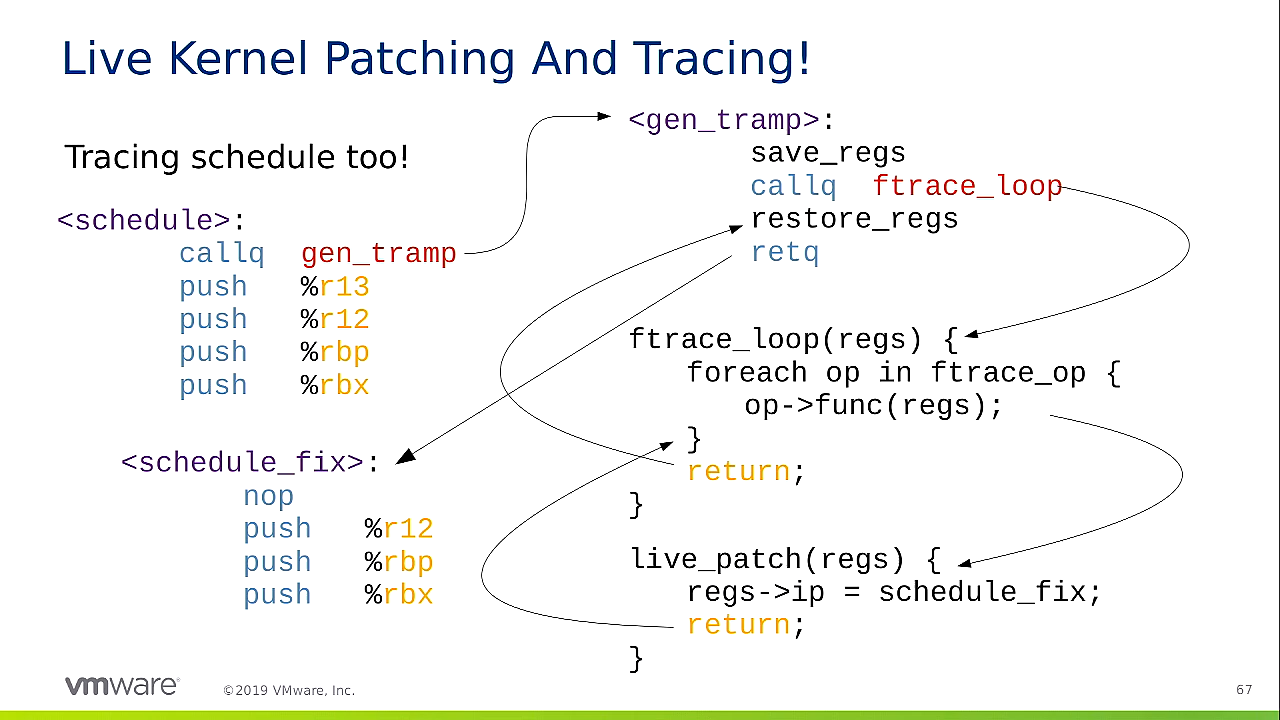 Live Kernel Patching And Tracing!
Tracing schedule too!
<schedule>:
callq gen_tramp
push %r13
push %r12
push %rbp
push %rbx
<schedule_fix>:
nop
push %r12
push %rbp
push %rbx
<gen_tramp>:
save_regs
callq ftrace_loop
restore_regs
retq
ftrace_loop(regs) {
foreach op in ftrace_op {
op->func(regs);
}
return;
}
live_patch(regs) {
regs->ip = schedule_fix;
return;
}
vmware
©2019 VMware, Inc.
67